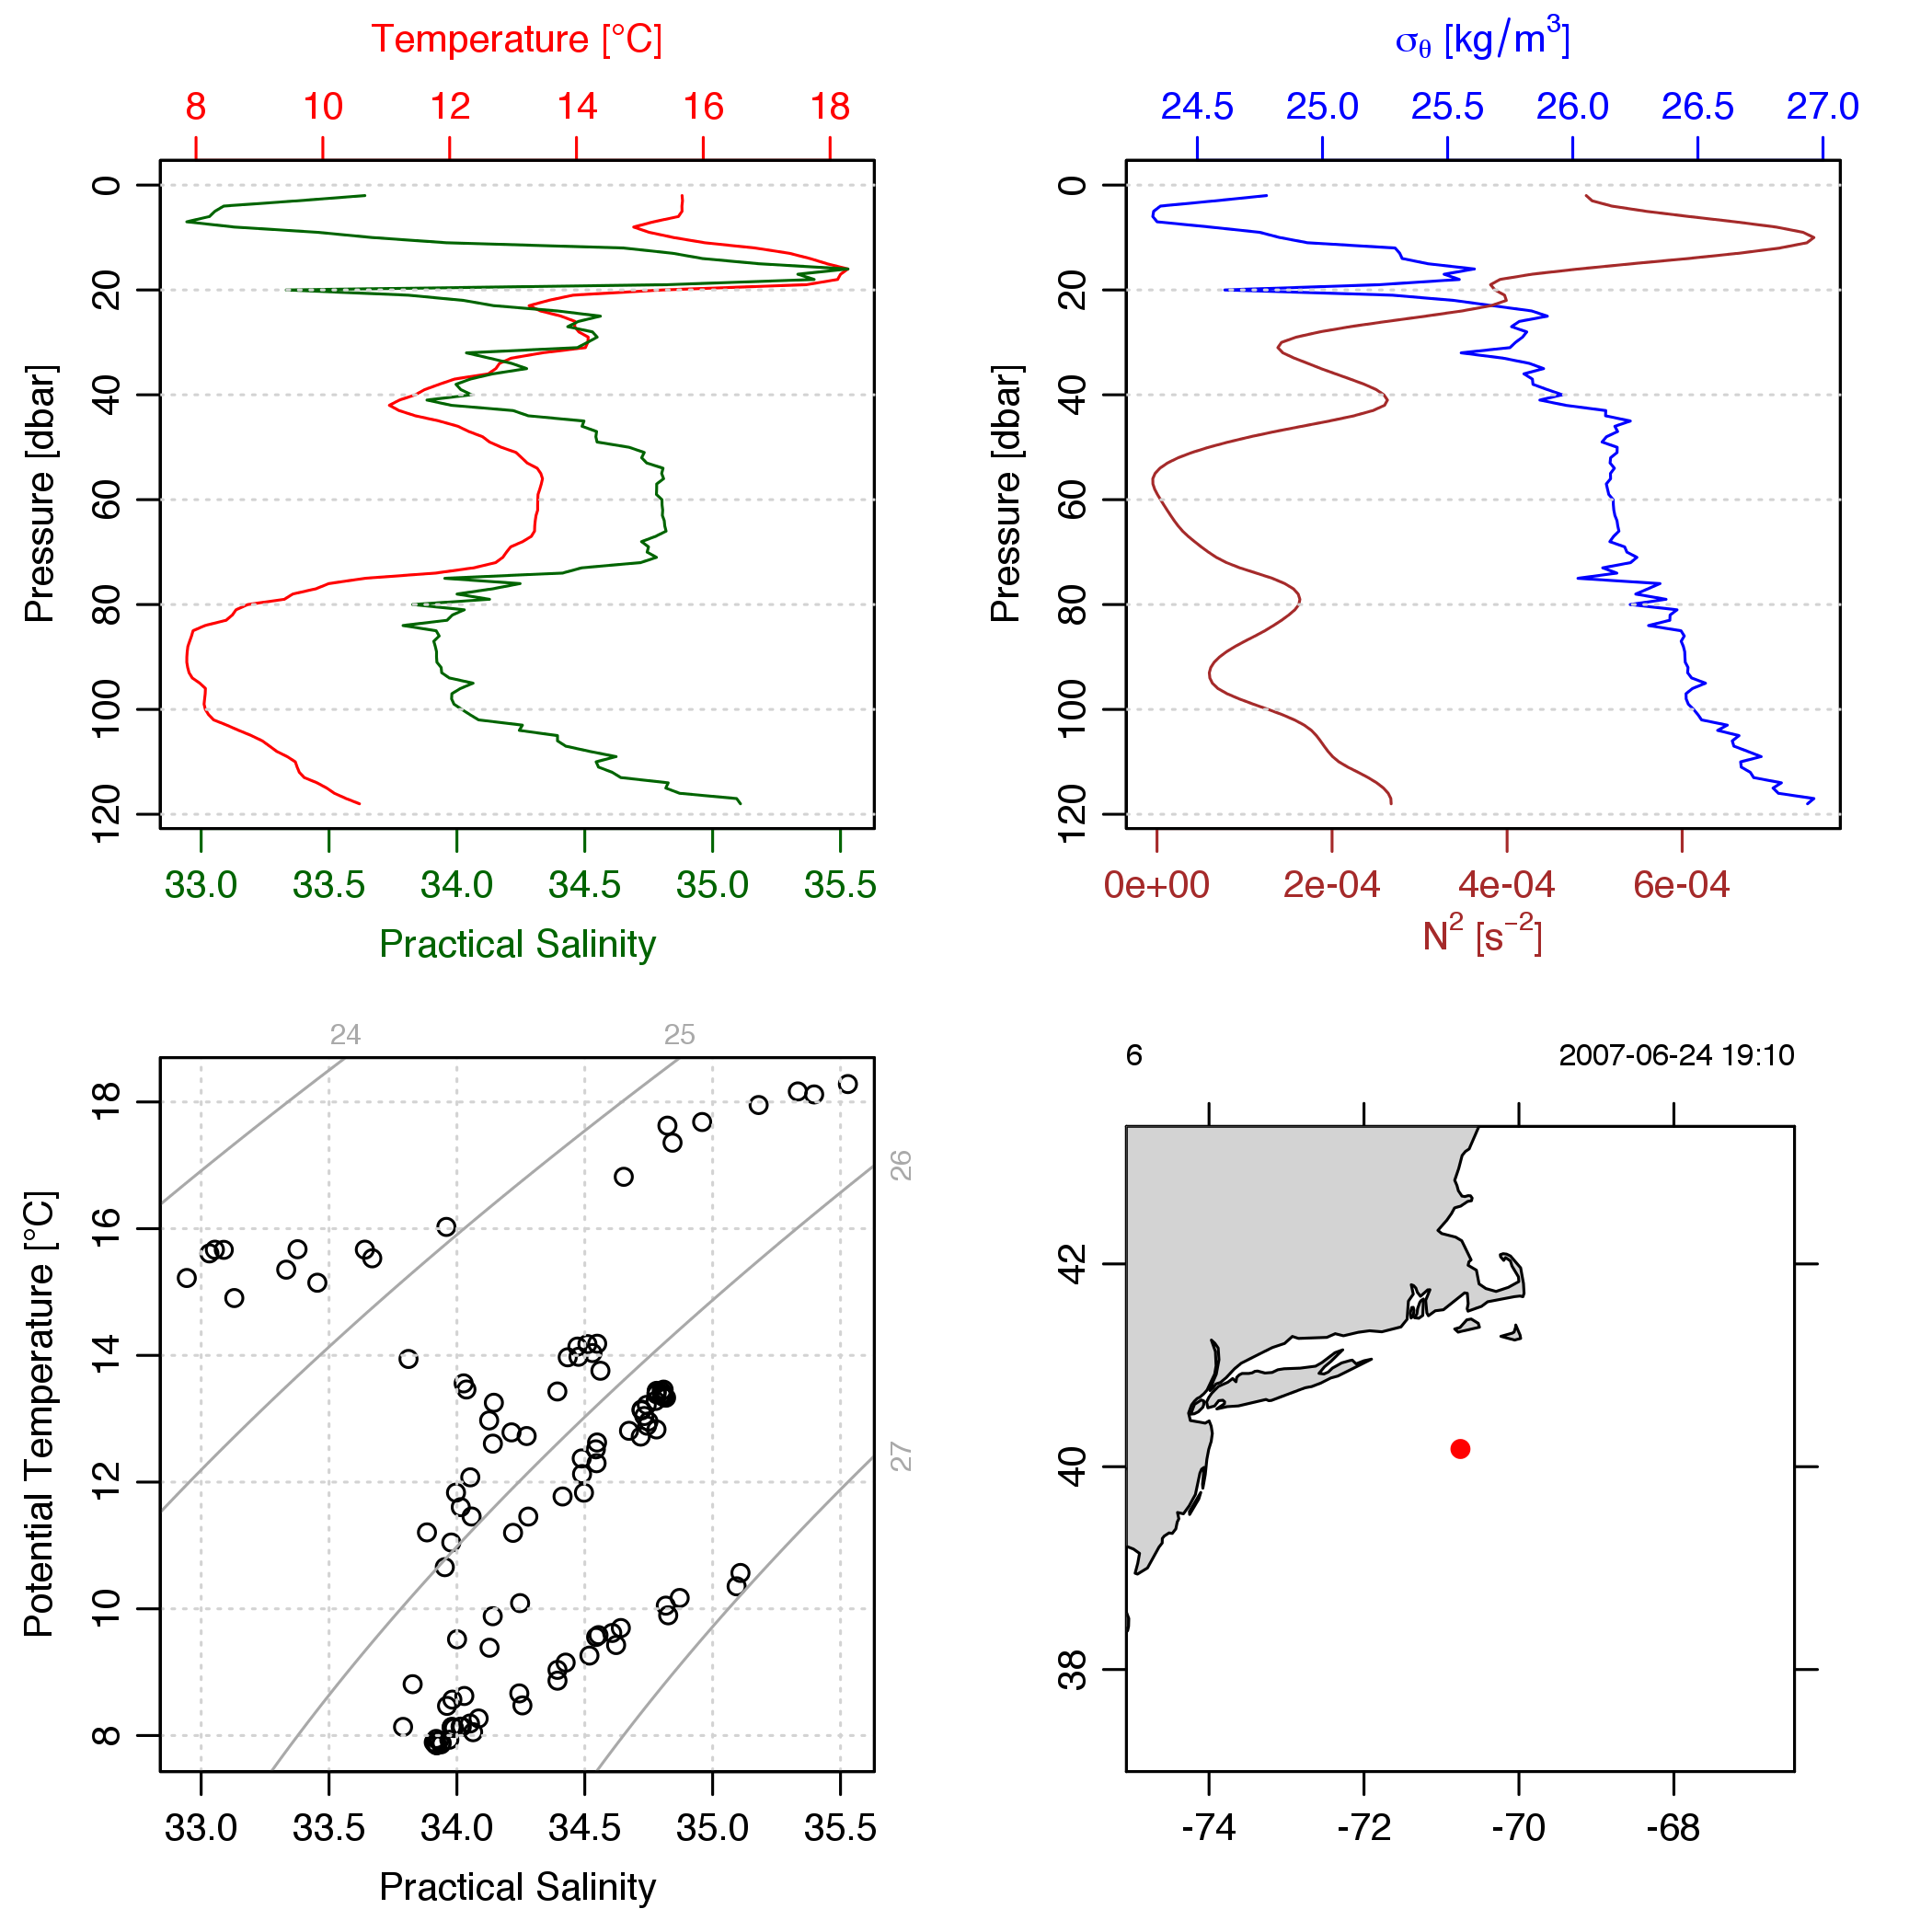 Temperature [°C]
8 10 12 14 16 18
0 20 40 60 80 100 120
Pressure [dbar]
33.0 33.5 34.0 34.5 35.0 35.5
Practical Salinity
σθ [kg/m³]
24.5 25.0 25.5 26.0 26.5 27.0
0 20 40 60 80 100 120
Pressure [dbar]
0e+00 2e-04 4e-04 6e-04
N² [s⁻²]
24 25
26
27
8 10 12 14 16 18
Potential Temperature [°C]
33.0 33.5 34.0 34.5 35.0 35.5
Practical Salinity
6 2007-06-24 19:10
42
40
38
-74 -72 -70 -68